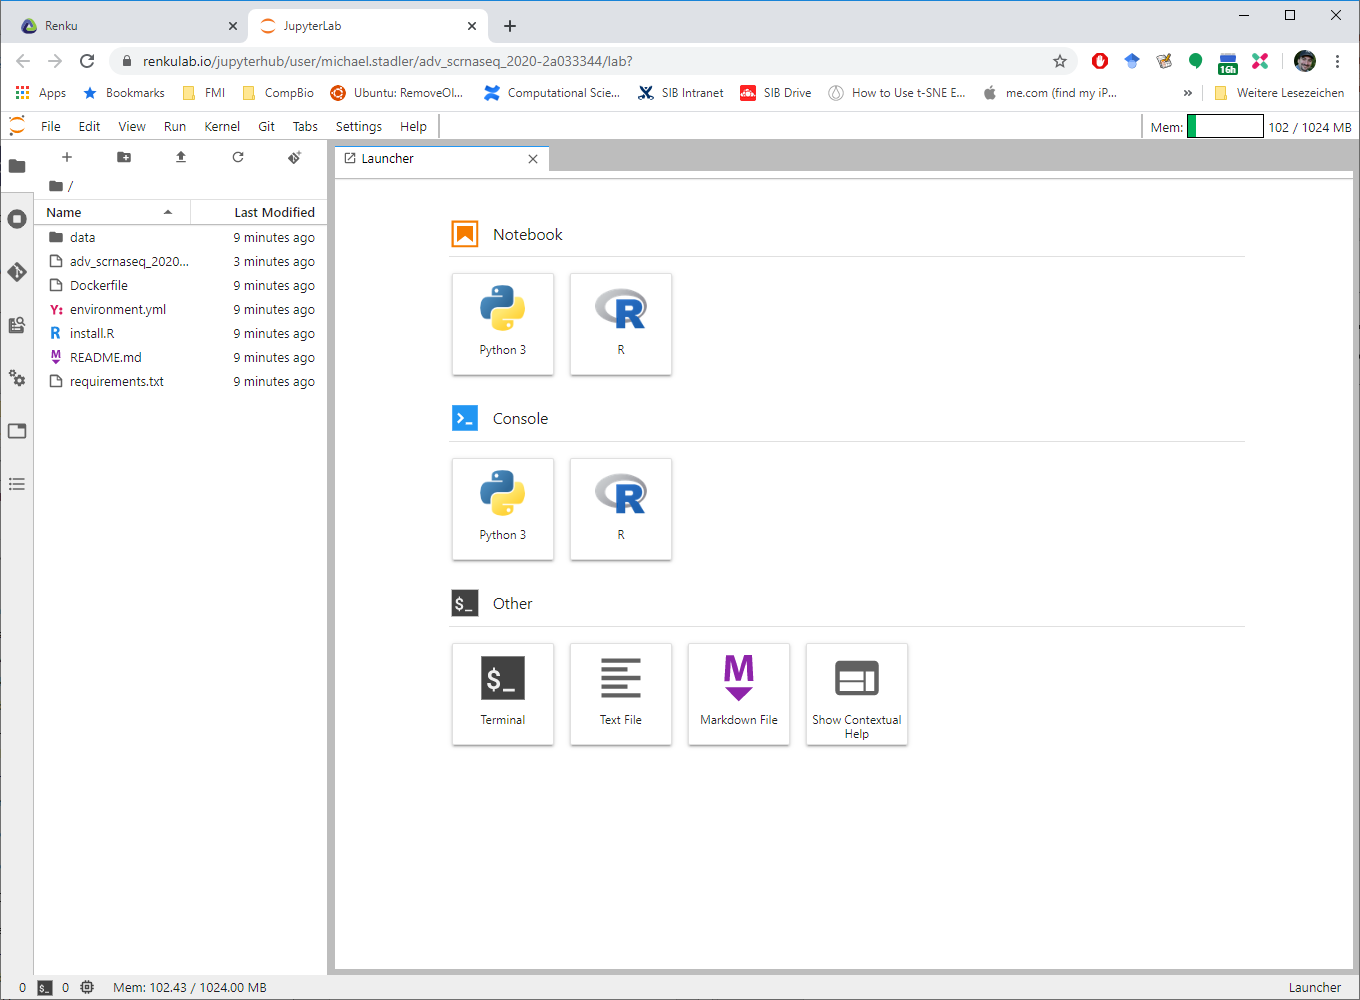 Renku
JupyterLab
renkulab.io/jupyterhub/user/michael.stadler/adv_scrnaseq_2020-2a033344/lab?
16h
Apps
Bookmarks
FMI
CompBio
Ubuntu: RemoveOl...
Computational Scie...
SIB Intranet
SIB Drive
How to Use t-SNE E...
me.com (find my iP...
»
Weitere Lesezeichen
File Edit View Run Kernel Git Tabs Settings Help
Mem: 102 / 1024 MB
Launcher
/
Name Last Modified
data 9 minutes ago
adv_scrnaseq_2020... 3 minutes ago
Dockerfile 9 minutes ago
Y: environment.yml 9 minutes ago
R install.R 9 minutes ago
M README.md 9 minutes ago
requirements.txt 9 minutes ago
Notebook
Python 3
R
R
>_ Console
Python 3
R
R
$_ Other
$_
Terminal
Text File
M
Markdown File
Show Contextual
Help
0 $_ 0 Mem: 102.43 / 1024.00 MB
Launcher